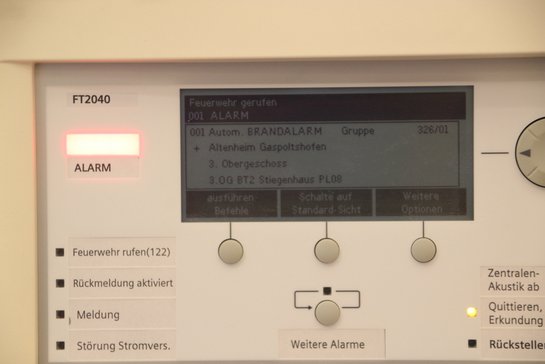 FT2040
ALARM
Feuerwehr gerufen
001 ALARM
001 Autom. BRANDALARM Gruppe 326/01
+ Altenheim Gaspoltshofen
3. Obergeschoss
3.OG BT2 Stiegenhaus PL08
ausführen Befehle
Schalte auf Standard-Sicht
Weitere Optionen
Feuerwehr rufen(122)
Rückmeldung aktiviert
Meldung
Störung Stromvers.
Weitere Alarme
Zentralen-
Akustik ab
Quittieren,
Erkundung
Rückstelle